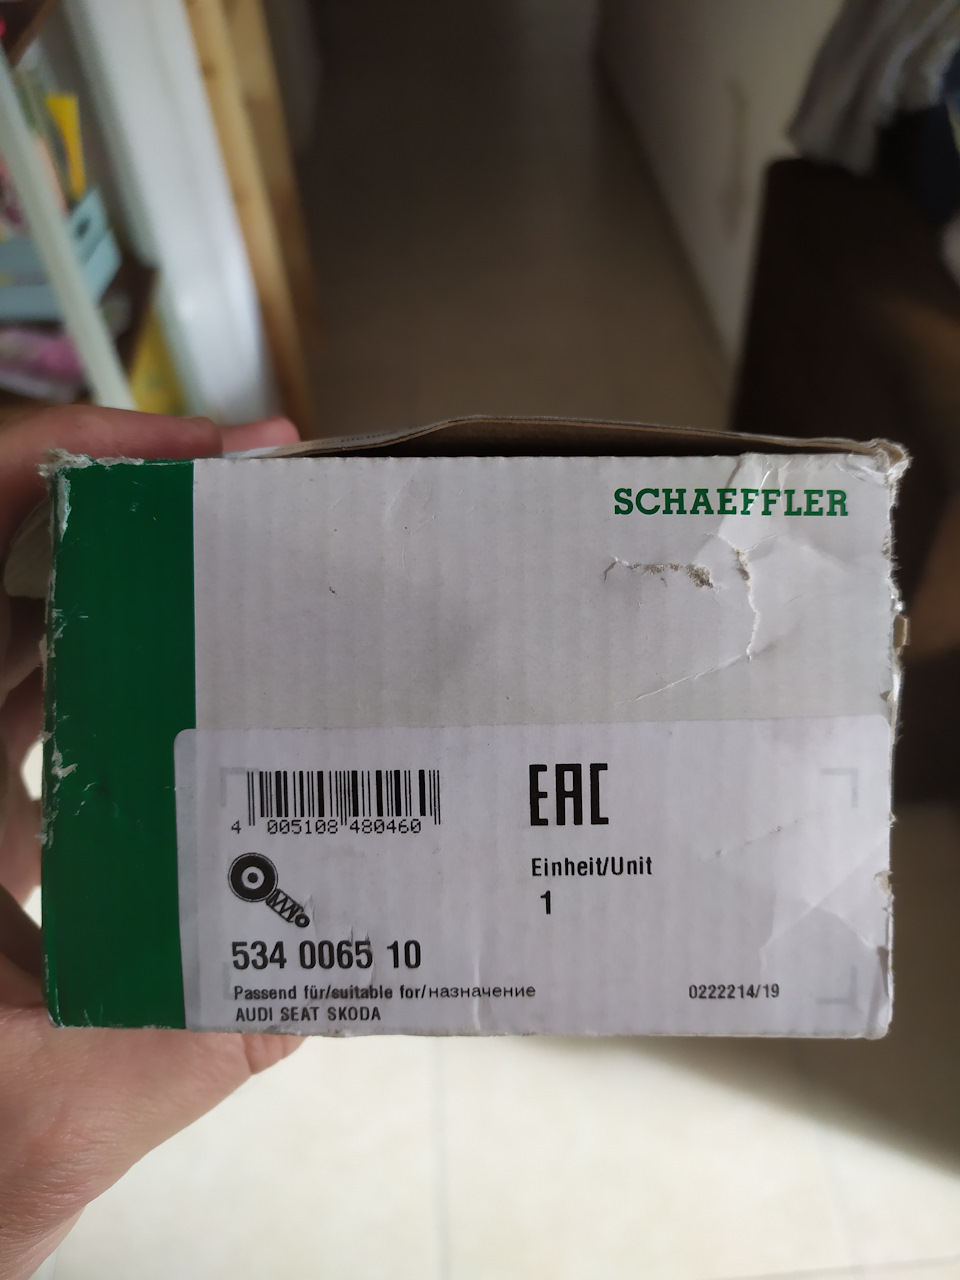 SCHAEFFLER
4 005108 480460
EAC
Einheit/Unit
1
534 0065 10
Passend für/suitable for/назначение
AUDI SEAT SKODA
0222214/19